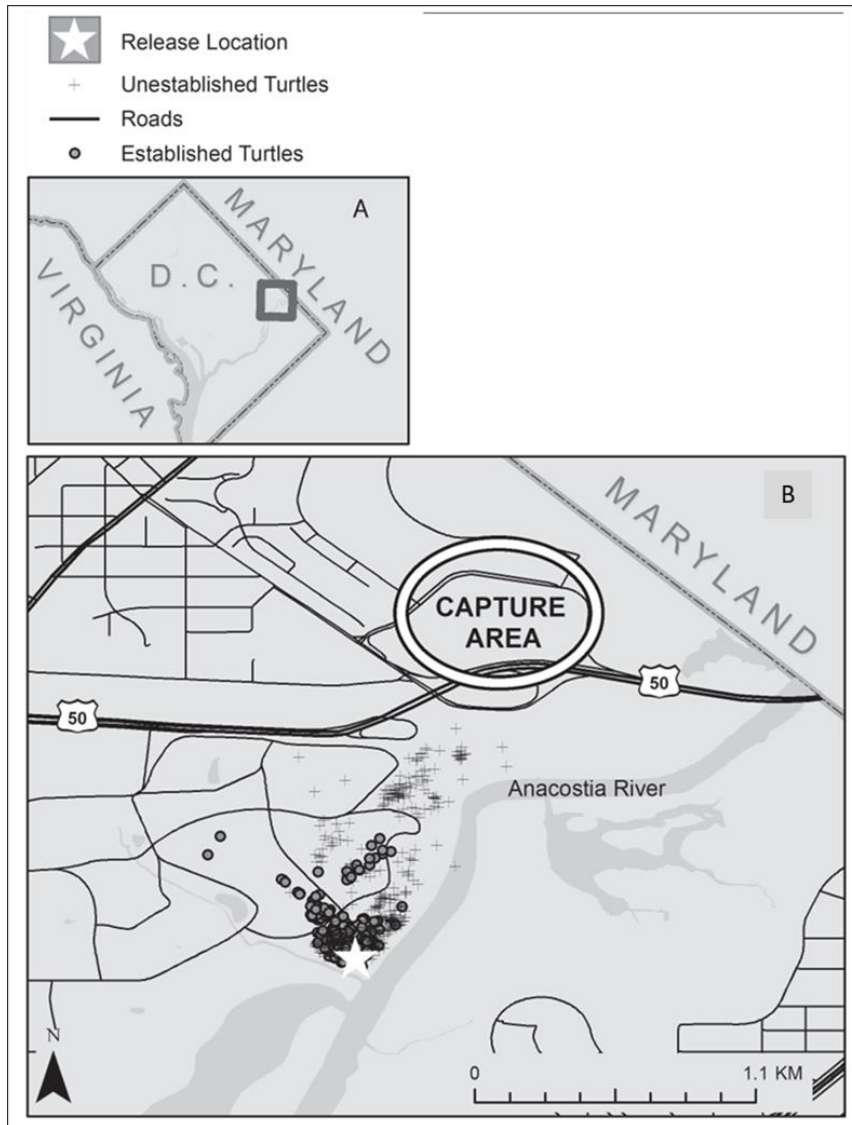 Release Location
Unestablished Turtles
Roads
Established Turtles
A
MARYLAND
D.C.
VIRGINIA
B
MARYLAND
CAPTURE
AREA
50
50
Anacostia River
N
0 1.1 KM